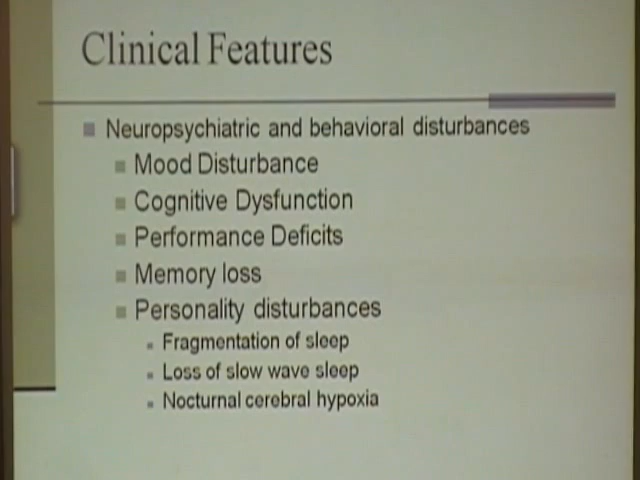 Clinical Features
Neuropsychiatric and behavioral disturbances
Mood Disturbance
Cognitive Dysfunction
Performance Deficits
Memory loss
Personality disturbances
Fragmentation of sleep
Loss of slow wave sleep
Nocturnal cerebral hypoxia